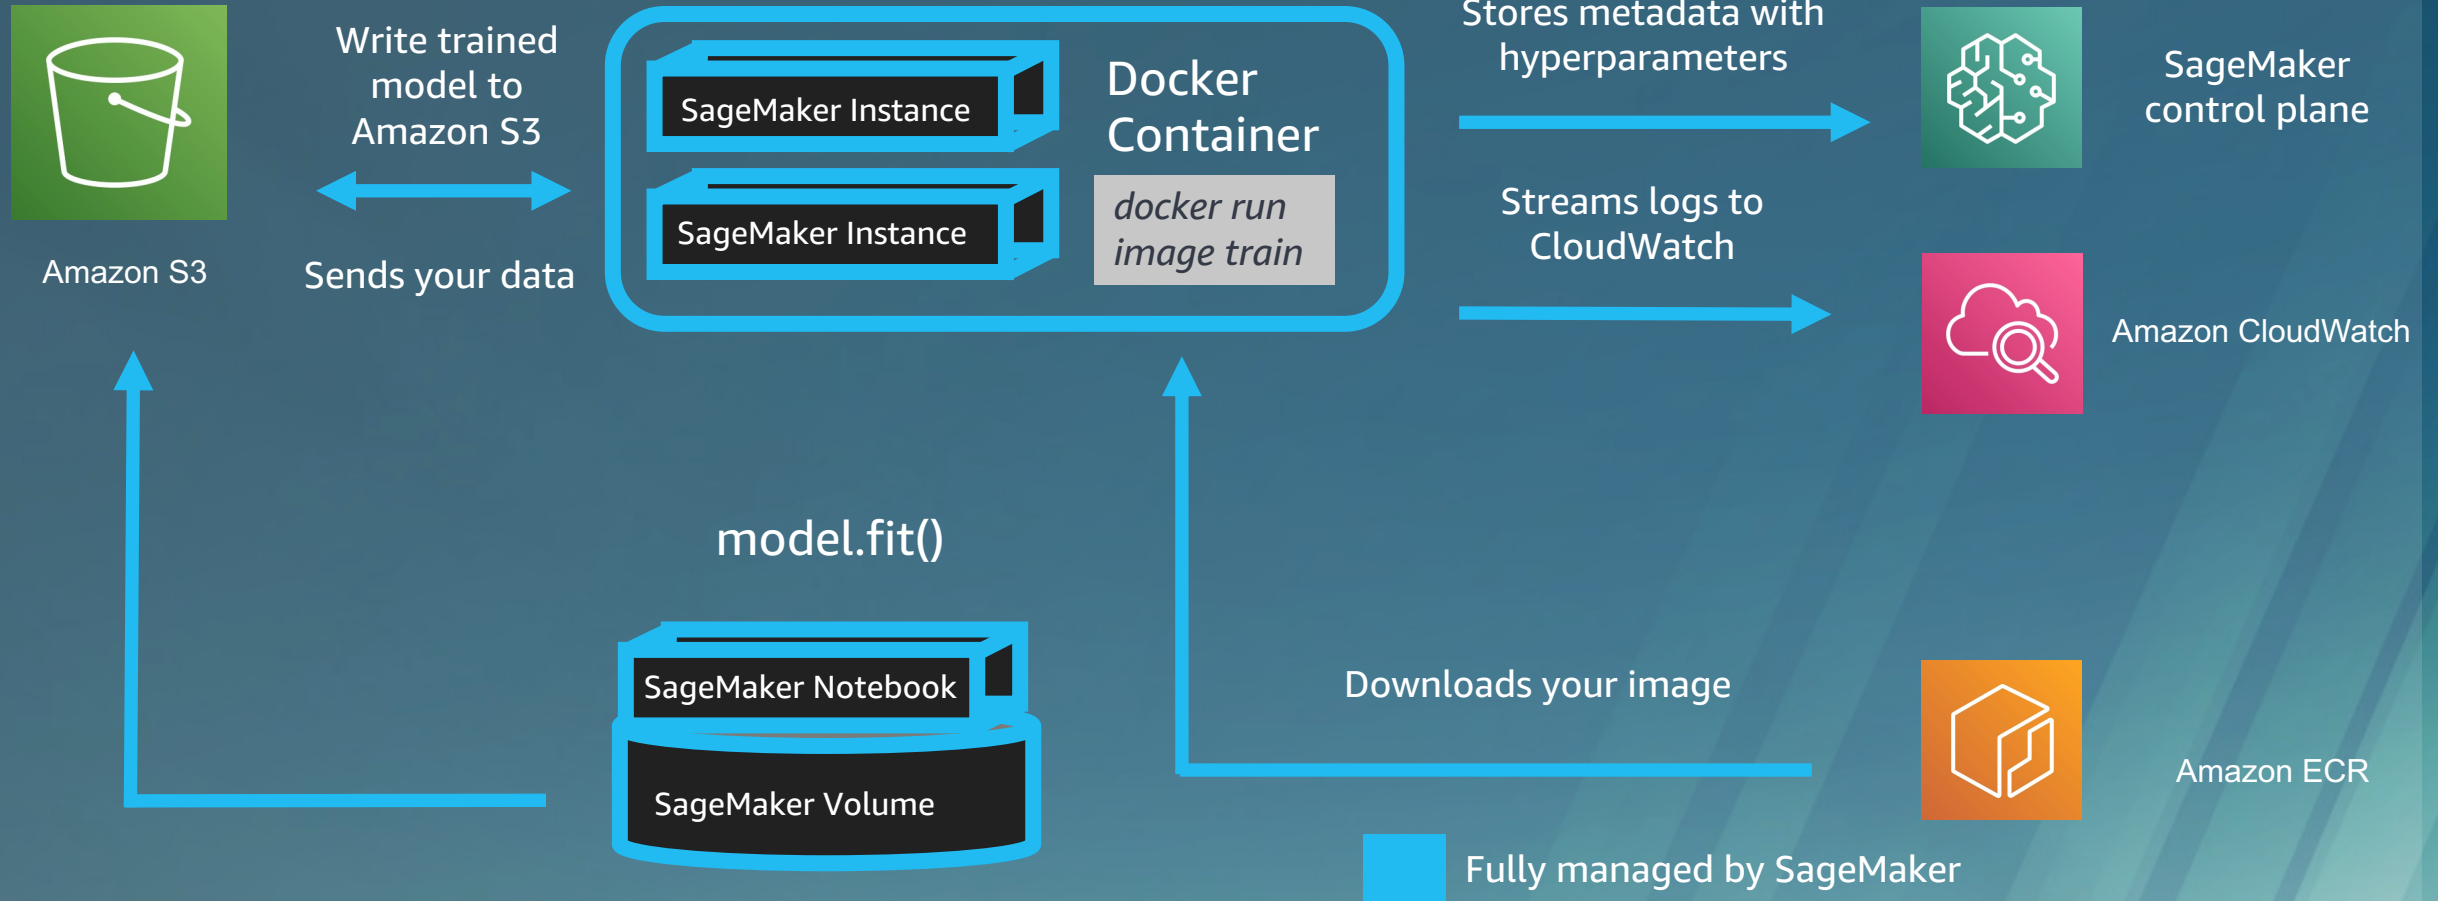 Write trained
model to
Amazon S3
Sends your data
Amazon S3
SageMaker Instance
SageMaker Instance
Docker
Container
docker run
image train
Stores metadata with
hyperparameters
SageMaker
control plane
Streams logs to
CloudWatch
Amazon CloudWatch
model.fit()
SageMaker Notebook
SageMaker Volume
Downloads your image
Amazon ECR
Fully managed by SageMaker